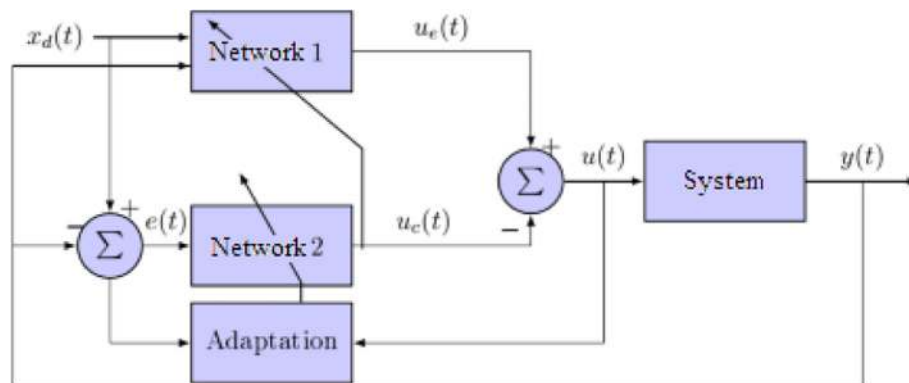 x_d(t)
Network 1
u_e(t)
+
Σ
u(t)
System
y(t)
−
+
e(t)
Σ
Network 2
u_c(t)
−
Adaptation